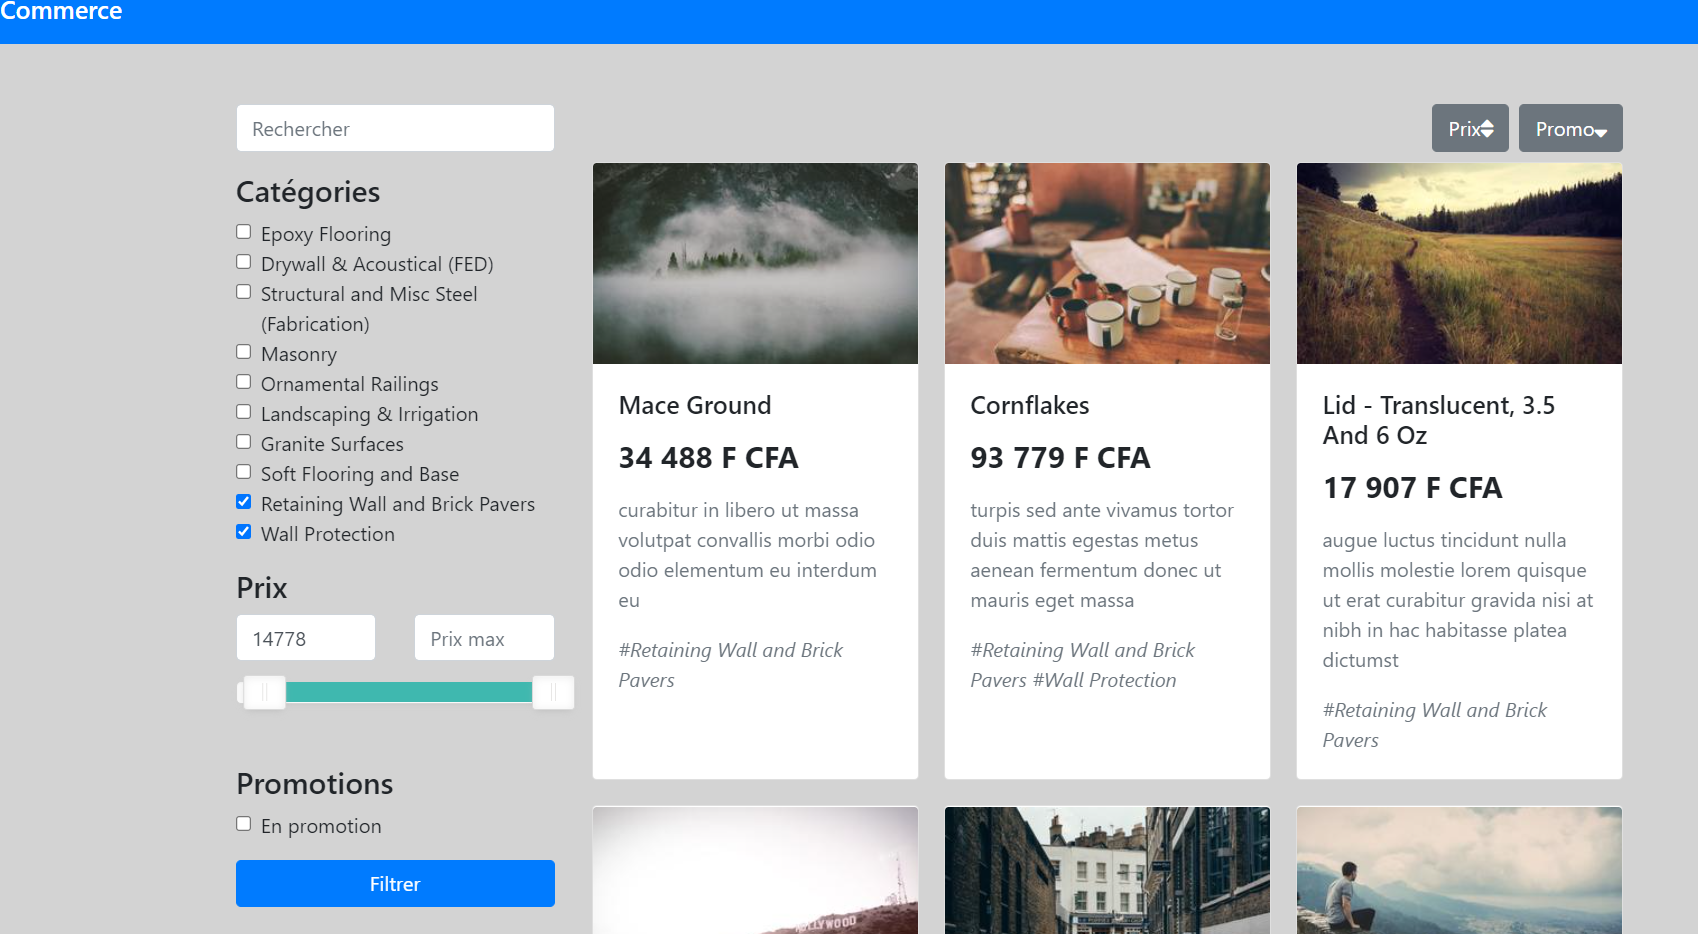 Commerce
Rechercher
Prix
Promo
Catégories
Epoxy Flooring
Drywall & Acoustical (FED)
Structural and Misc Steel
(Fabrication)
Masonry
Ornamental Railings
Landscaping & Irrigation
Granite Surfaces
Soft Flooring and Base
Retaining Wall and Brick Pavers
Wall Protection
Prix
14778
Prix max
Promotions
En promotion
Filtrer
Mace Ground
34 488 F CFA
curabitur in libero ut massa
volutpat convallis morbi odio
odio elementum eu interdum
eu
#Retaining Wall and Brick
Pavers
Cornflakes
93 779 F CFA
turpis sed ante vivamus tortor
duis mattis egestas metus
aenean fermentum donec ut
mauris eget massa
#Retaining Wall and Brick
Pavers #Wall Protection
Lid - Translucent, 3.5
And 6 Oz
17 907 F CFA
augue luctus tincidunt nulla
mollis molestie lorem quisque
ut erat curabitur gravida nisi at
nibh in hac habitasse platea
dictumst
#Retaining Wall and Brick
Pavers
HOLLYWOOD